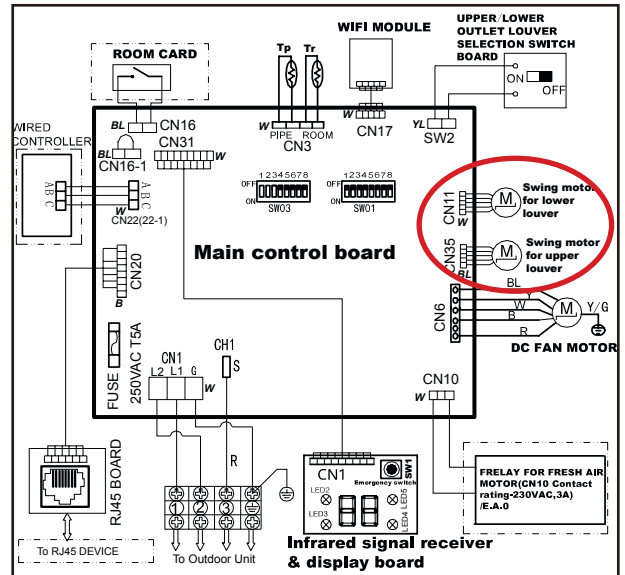 ROOM CARD
WIFI MODULE
UPPER/LOWER
OUTLET LOUVER
SELECTION SWITCH
BOARD
ON
OFF
Tp
Tr
BL
CN16
W
PIPE
ROOM
CN3
W
CN17
YL
SW2
WIRED
CONTROLLER
CN31
W
BL
CN16-1
A B C
A B C
W
CN22(22-1)
12345678
OFF
ON
SW03
12345678
OFF
ON
SW01
CN11
W
M
Swing motor
for lower
louver
CN35
BL
M
Swing motor
for upper
louver
Main control board
CN20
B
CN6
BL
Y
W
B
R
M
Y/G
DC FAN MOTOR
FUSE
250VAC T5A
CN1
L2
L1
G
W
CH1
S
CN10
W
R
RJ45 BOARD
To RJ45 DEVICE
1
2
3
To Outdoor Unit
CN1
SW1
Emergency switch
LED2
LED3
LED5
LED4
Infrared signal receiver
& display board
FRELAY FOR FRESH AIR
MOTOR(CN10 Contact
rating-230VAC,3A)
/E.A.0